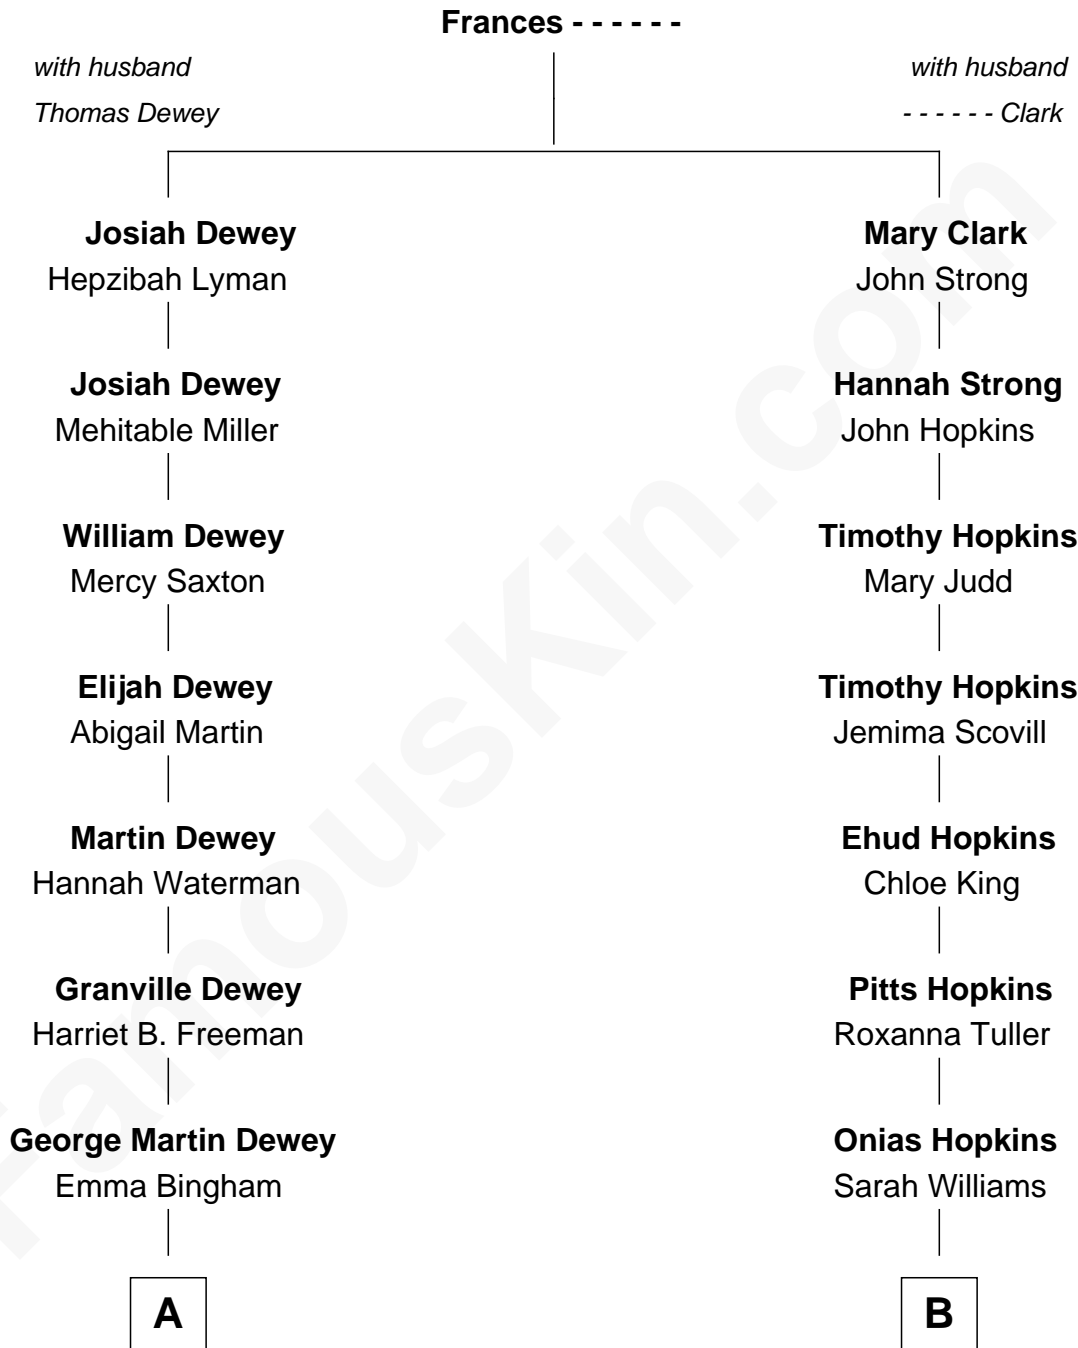 Frances - - - - - -
with husband
Thomas Dewey
with husband
- - - - - - Clark
Josiah Dewey
Hepzibah Lyman
Mary Clark
John Strong
Josiah Dewey
Mehitable Miller
Hannah Strong
John Hopkins
William Dewey
Mercy Saxton
Timothy Hopkins
Mary Judd
Elijah Dewey
Abigail Martin
Timothy Hopkins
Jemima Scovill
Martin Dewey
Hannah Waterman
Ehud Hopkins
Chloe King
Granville Dewey
Harriet B. Freeman
Pitts Hopkins
Roxanna Tuller
George Martin Dewey
Emma Bingham
Onias Hopkins
Sarah Williams
A
B
FamousKin.com